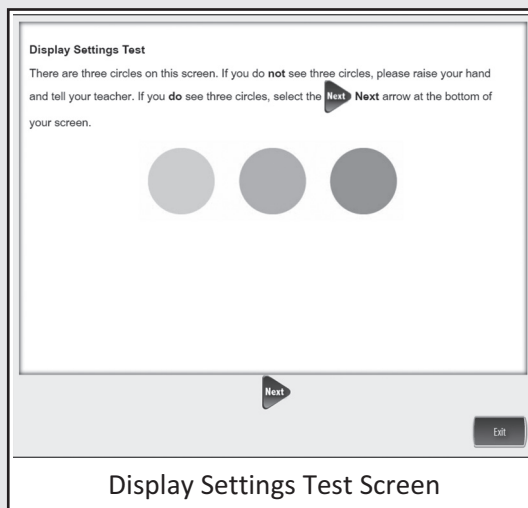 Display Settings Test
There are three circles on this screen. If you do not see three circles, please raise your hand
and tell your teacher. If you do see three circles, select the Next Next arrow at the bottom of
your screen.
Next
Exit
Display Settings Test Screen